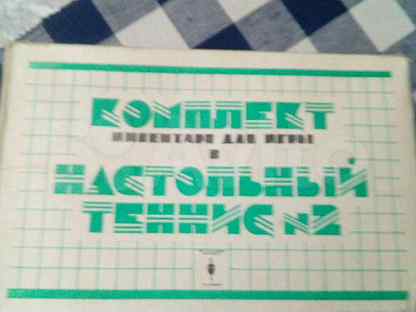 КОМПЛЕКТ
ИНВЕНТАРЯ ДЛЯ ИГРЫ
В
НАСТОЛЬНЫЙ
ТЕННИС №2